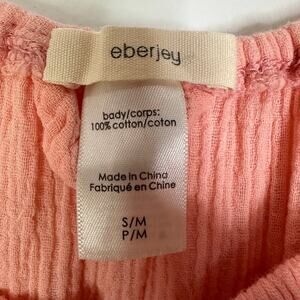 eberjey
body/corps:
100% cotton/coton
Made in China
Fabriqué en Chine
S/M
P/M